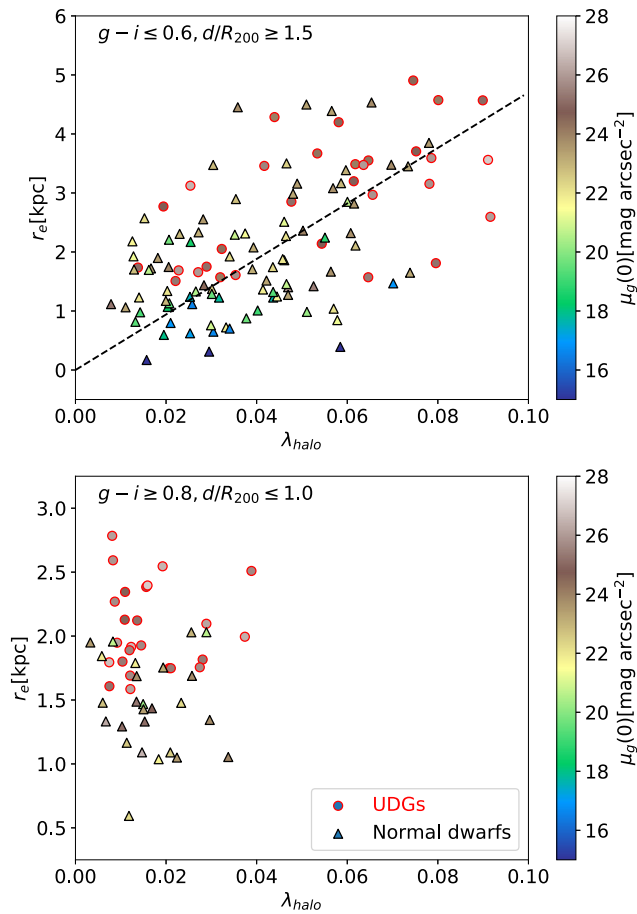 g − i ≤ 0.6, d/R₂₀₀ ≥ 1.5
6
5
4
3
2
1
0
rₑ[kpc]
0.00 0.02 0.04 0.06 0.08 0.10
λₕₐₗₒ
28
26
24
22
20
18
16
μ_g(0)[mag arcsec⁻²]
g − i ≥ 0.8, d/R₂₀₀ ≤ 1.0
3.0
2.5
2.0
1.5
1.0
0.5
rₑ[kpc]
UDGs
Normal dwarfs
0.00 0.02 0.04 0.06 0.08 0.10
λₕₐₗₒ
28
26
24
22
20
18
16
μ_g(0)[mag arcsec⁻²]